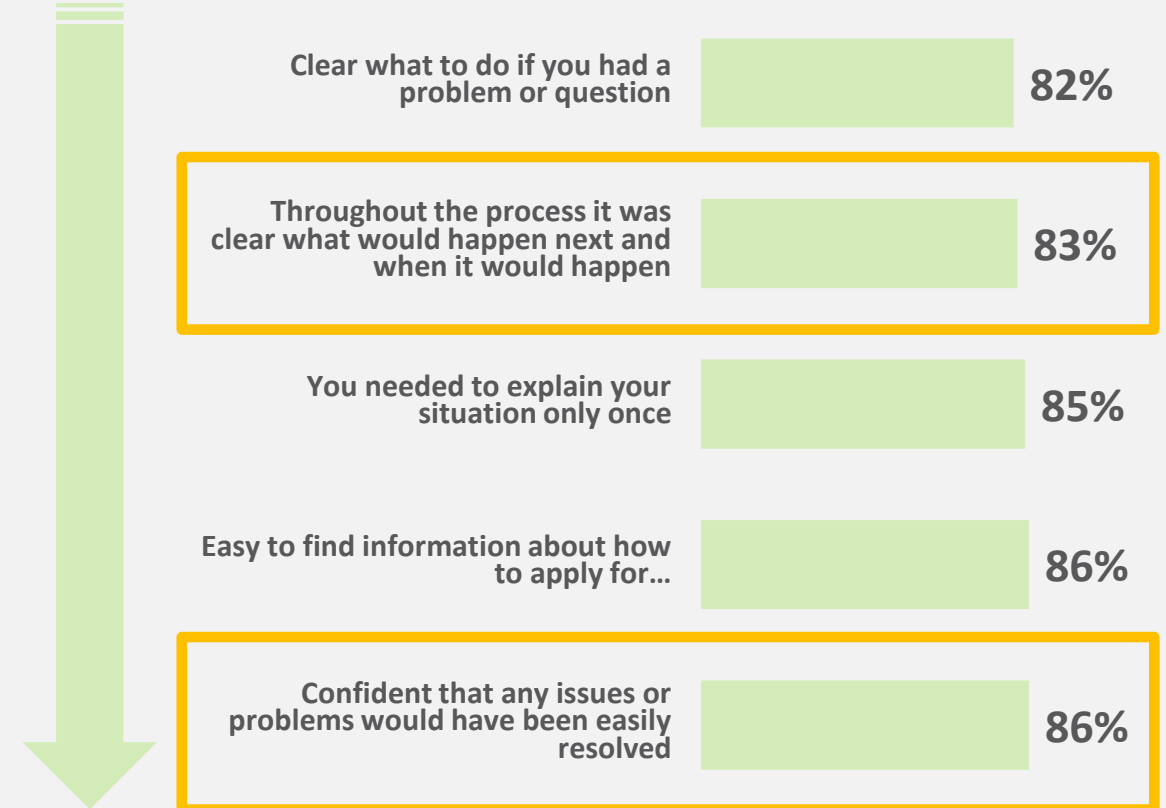 Clear what to do if you had a
problem or question
82%
Throughout the process it was
clear what would happen next and
when it would happen
83%
You needed to explain your
situation only once
85%
Easy to find information about how
to apply for…
86%
Confident that any issues or
problems would have been easily
resolved
86%